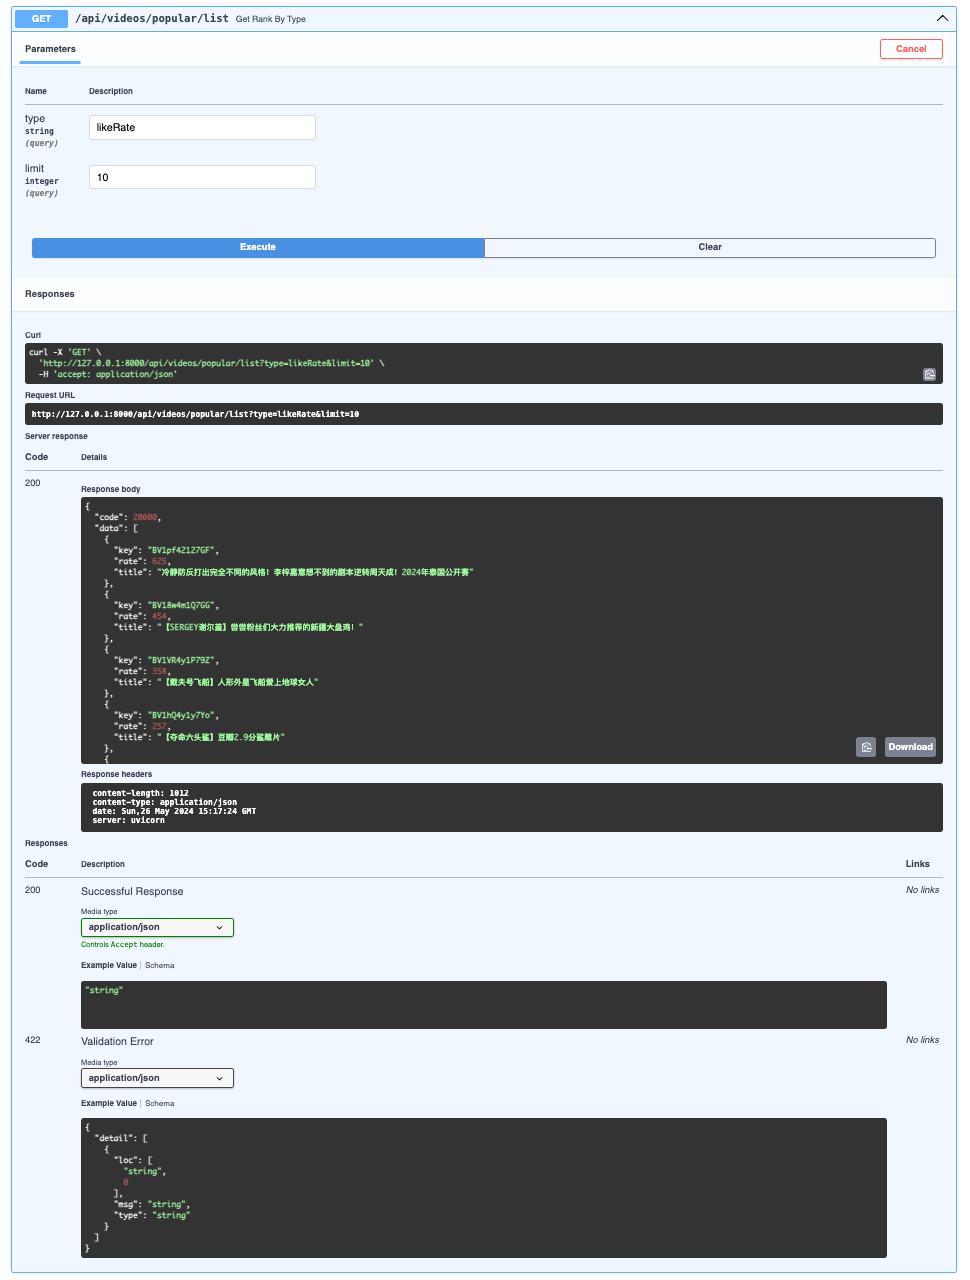 GET /api/videos/popular/list Get Rank By Type
Parameters Cancel
Name Description
type
string
(query)
likeRate
limit
integer
(query)
10
Execute Clear
Responses
Curl
curl -X 'GET' \
'http://127.0.0.1:8000/api/videos/popular/list?type=likeRate&limit=10' \
-H 'accept: application/json'
Request URL
http://127.0.0.1:8000/api/videos/popular/list?type=likeRate&limit=10
Server response
Code Details
200
Response body
{
"code": 20000,
"data": [
{
"key": "BV1pf42127GF",
"rate": 625,
"title": "冷静防反打出完全不同的风格！李梓嘉意想不到的剧本逆转周天成！2024年泰国公开赛"
},
{
"key": "BV18w4m1Q7GG",
"rate": 454,
"title": "【SERGEY谢尔盖】尝尝粉丝们大力推荐的新疆大盘鸡！"
},
{
"key": "BV1VR4y1P79Z",
"rate": 358,
"title": "【戴夫号飞船】人形外星飞船爱上地球女人"
},
{
"key": "BV1hQ4y1y7Yo",
"rate": 257,
"title": "【夺命六头鲨】豆瓣2.9分鲨雕片"
},
{
Download
Response headers
content-length: 1012
content-type: application/json
date: Sun,26 May 2024 15:17:24 GMT
server: uvicorn
Responses
Code Description Links
200 Successful Response No links
Media type
application/json
Controls Accept header.
Example Value Schema
"string"
422 Validation Error No links
Media type
application/json
Example Value Schema
{
"detail": [
{
"loc": [
"string",
0
],
"msg": "string",
"type": "string"
}
]
}